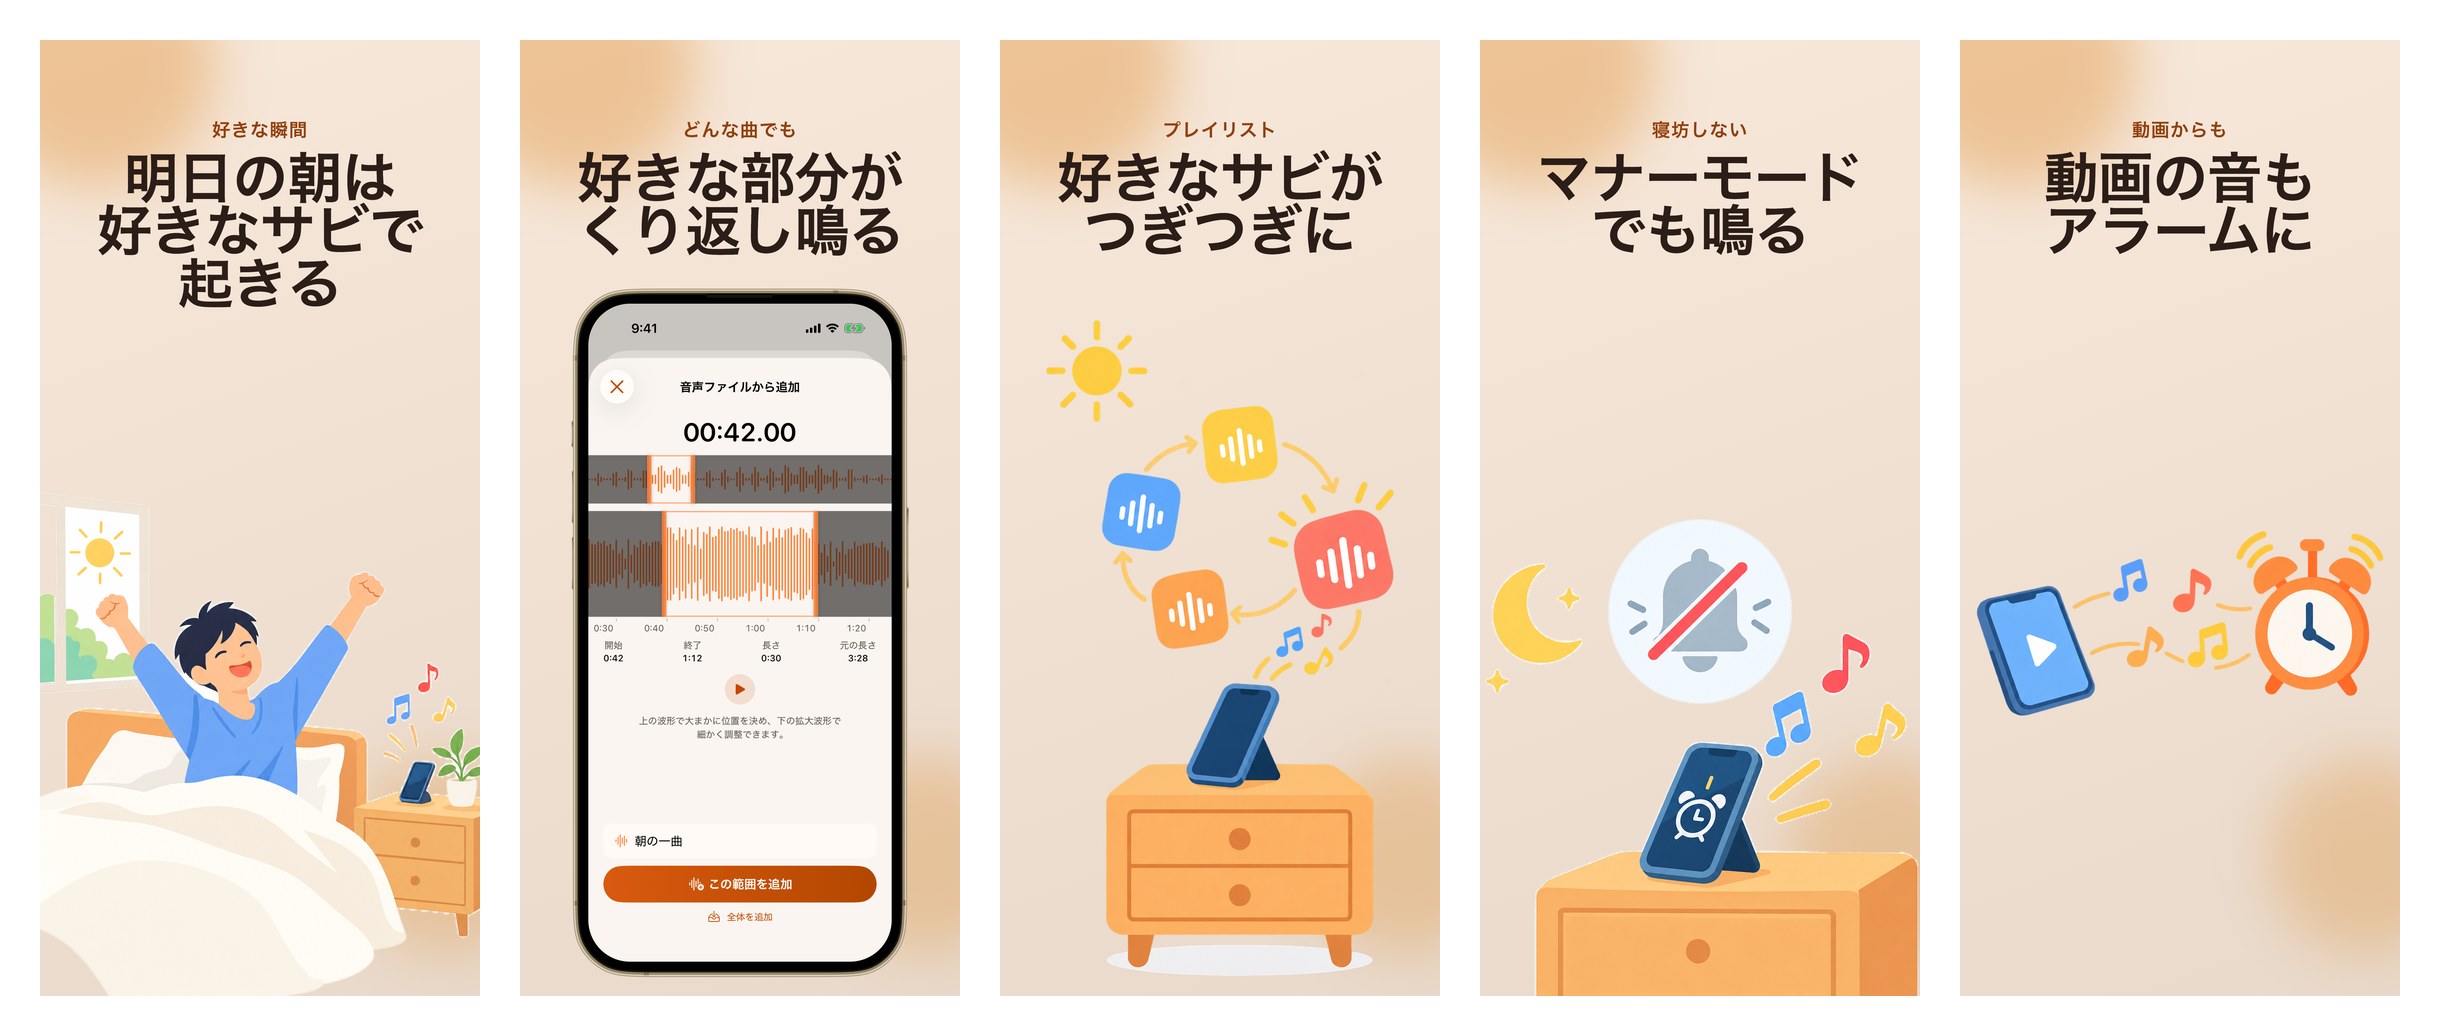 好きな瞬間
明日の朝は
好きなサビで
起きる
どんな曲でも
好きな部分が
くり返し鳴る
9:41
音声ファイルから追加
00:42.00
0:30 0:40 0:50 1:00 1:10 1:20
開始 終了 長さ 元の長さ
0:42 1:12 0:30 3:28
上の波形で大まかに位置を決め、下の拡大波形で
細かく調整できます。
朝の一曲
この範囲を追加
全体を追加
プレイリスト
好きなサビが
つぎつぎに
寝坊しない
マナーモード
でも鳴る
動画からも
動画の音も
アラームに